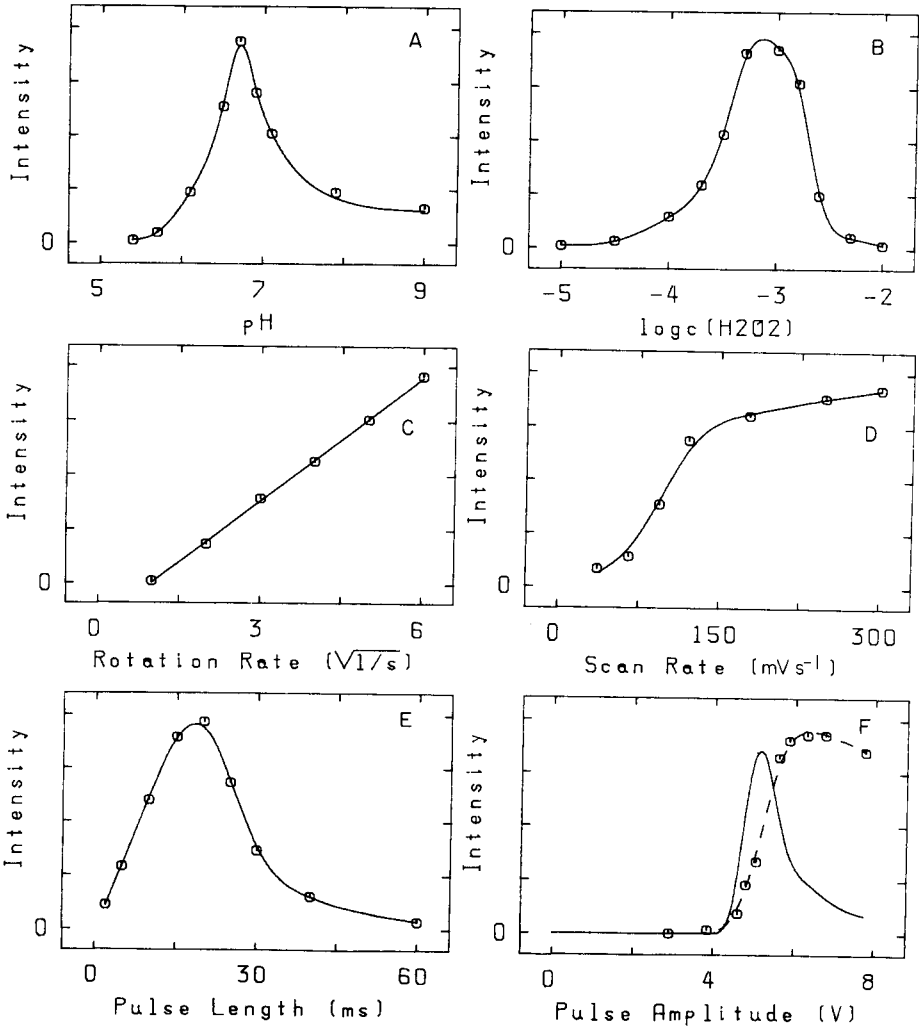 A
Intensity
0
5 7 9
pH
B
Intensity
0
-5 -4 -3 -2
logc(H2O2)
C
Intensity
0
0 3 6
Rotation Rate (√1/s)
D
Intensity
0
0 150 300
Scan Rate (mVs⁻¹)
E
Intensity
0
0 30 60
Pulse Length (ms)
F
Intensity
0
0 4 8
Pulse Amplitude (V)